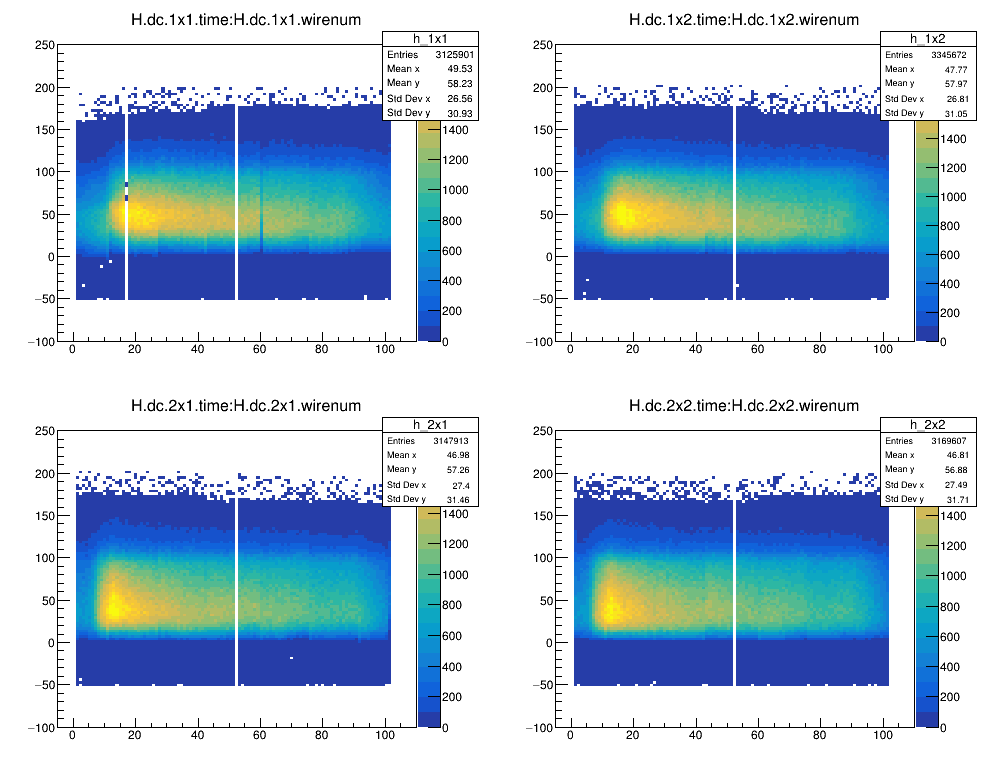 H.dc.1x1.time:H.dc.1x1.wirenum
h_1x1
Entries 3125901
Mean x 49.53
Mean y 58.23
Std Dev x 26.56
Std Dev y 30.93
250
200
150
100
50
0
−50
−100
0 20 40 60 80 100
1400
1200
1000
800
600
400
200
0
H.dc.1x2.time:H.dc.1x2.wirenum
h_1x2
Entries 3345672
Mean x 47.77
Mean y 57.97
Std Dev x 26.81
Std Dev y 31.05
250
200
150
100
50
0
−50
−100
0 20 40 60 80 100
1400
1200
1000
800
600
400
200
0
H.dc.2x1.time:H.dc.2x1.wirenum
h_2x1
Entries 3147913
Mean x 46.98
Mean y 57.26
Std Dev x 27.4
Std Dev y 31.46
250
200
150
100
50
0
−50
−100
0 20 40 60 80 100
1400
1200
1000
800
600
400
200
0
H.dc.2x2.time:H.dc.2x2.wirenum
h_2x2
Entries 3169607
Mean x 46.81
Mean y 56.88
Std Dev x 27.49
Std Dev y 31.71
250
200
150
100
50
0
−50
−100
0 20 40 60 80 100
1400
1200
1000
800
600
400
200
0